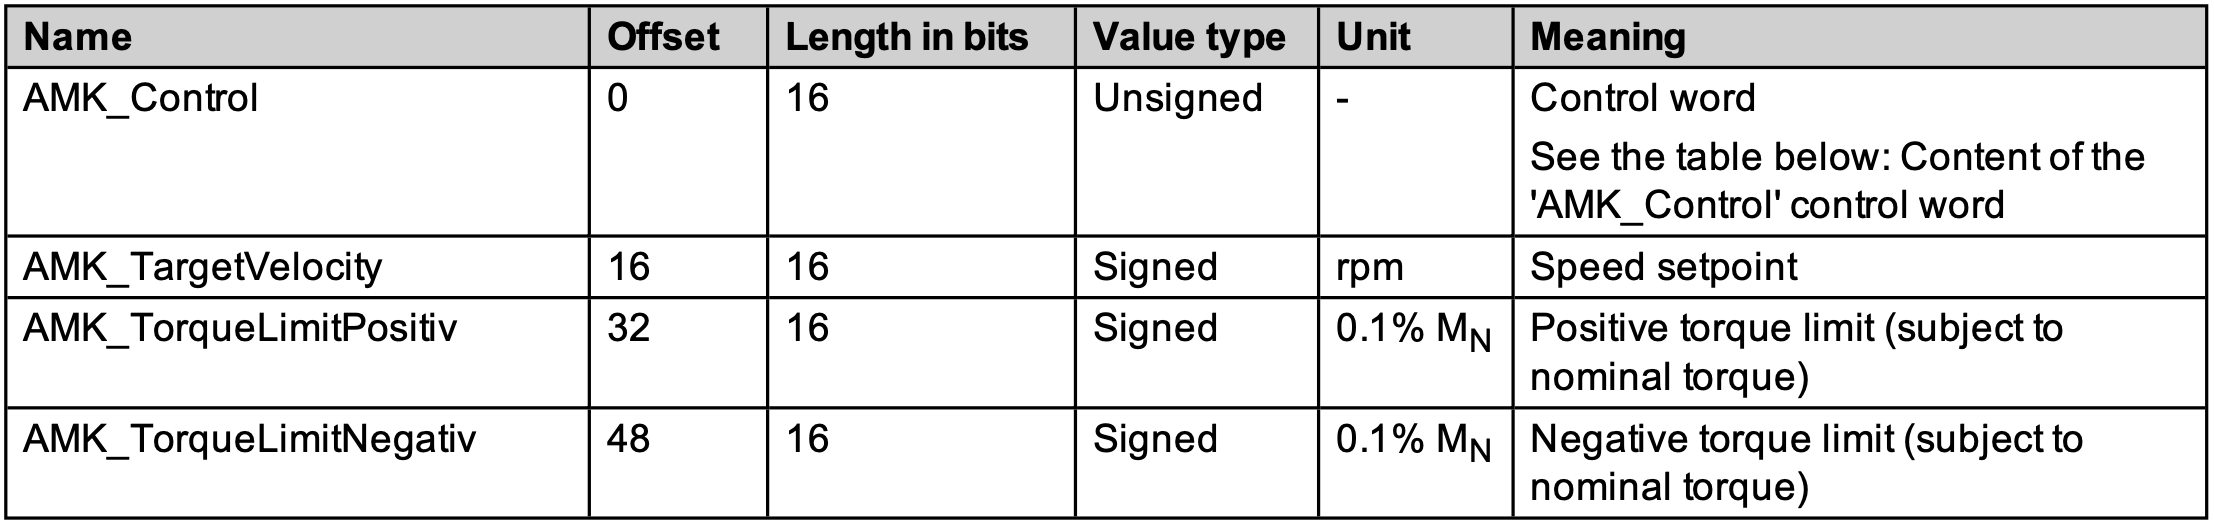 Name Offset Length in bits Value type Unit Meaning
AMK_Control 0 16 Unsigned - Control word
See the table below: Content of the
'AMK_Control' control word
AMK_TargetVelocity 16 16 Signed rpm Speed setpoint
AMK_TorqueLimitPositiv 32 16 Signed 0.1% MN Positive torque limit (subject to
nominal torque)
AMK_TorqueLimitNegativ 48 16 Signed 0.1% MN Negative torque limit (subject to
nominal torque)